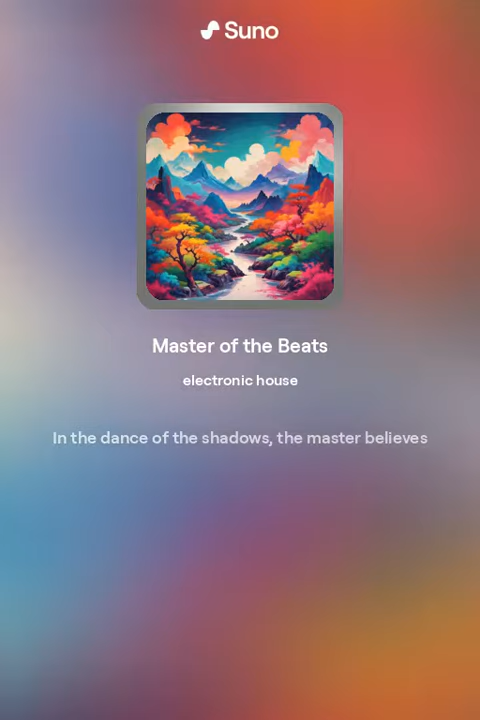 Suno
Master of the Beats
electronic house
In the dance of the shadows, the master believes